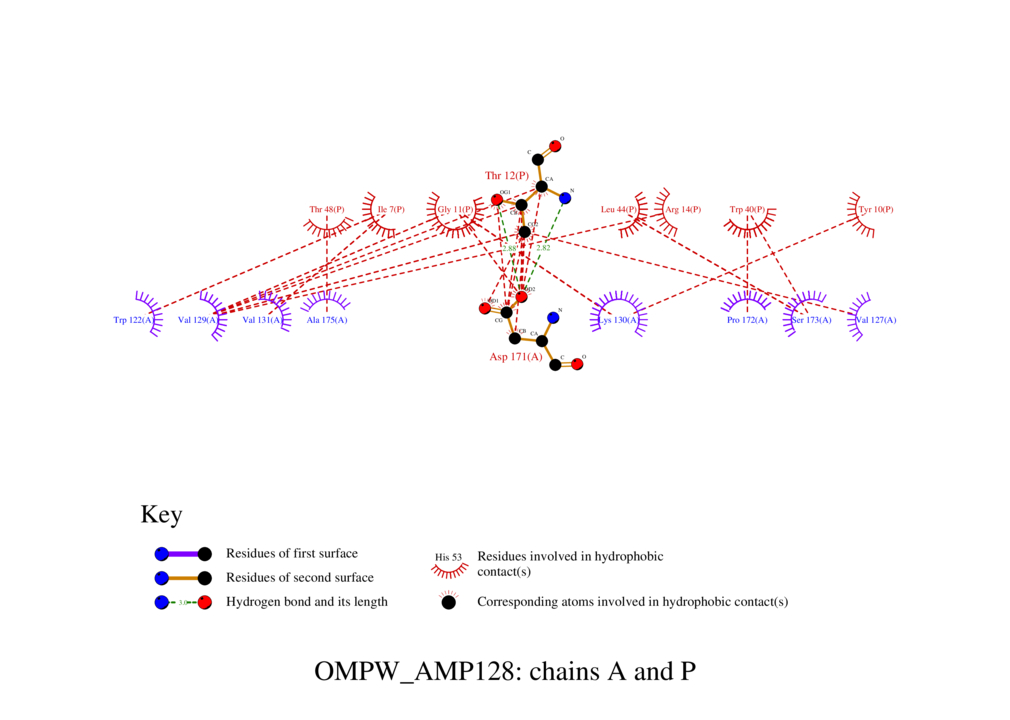 O
C
Thr 12(P)
CA
OG1
N
Thr 48(P)
Ile 7(P)
Gly 11(P)
Leu 44(P)
Arg 14(P)
Trp 40(P)
Tyr 10(P)
2.88
2.82
OD1
OD2
Trp 122(A)
Val 129(A)
Val 131(A)
Ala 175(A)
CG
N
Lys 130(A)
Pro 172(A)
Ser 173(A)
Val 127(A)
CB
CA
Asp 171(A)
C
O
Key
Residues of first surface
Residues of second surface
Hydrogen bond and its length
3.0
His 53
Residues involved in hydrophobic
contact(s)
Corresponding atoms involved in hydrophobic contact(s)
OMPW_AMP128: chains A and P